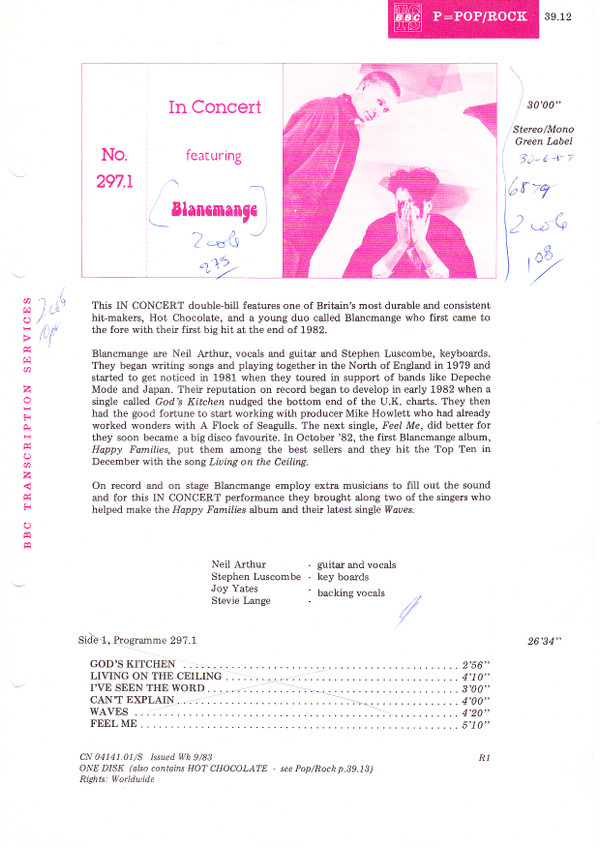 BBC
TS
P=POP/ROCK
39.12
In Concert
No.
297.1
featuring
Blancmange
275
30'00"
Stereo/Mono
Green Label
6879
108
BBC TRANSCRIPTION SERVICES
This IN CONCERT double-bill features one of Britain's most durable and consistent
hit-makers, Hot Chocolate, and a young duo called Blancmange who first came to
the fore with their first big hit at the end of 1982.
Blancmange are Neil Arthur, vocals and guitar and Stephen Luscombe, keyboards.
They began writing songs and playing together in the North of England in 1979 and
started to get noticed in 1981 when they toured in support of bands like Depeche
Mode and Japan. Their reputation on record began to develop in early 1982 when a
single called God's Kitchen nudged the bottom end of the U.K. charts. They then
had the good fortune to start working with producer Mike Howlett who had already
worked wonders with A Flock of Seagulls. The next single, Feel Me, did better for
they soon became a big disco favourite. In October '82, the first Blancmange album,
Happy Families, put them among the best sellers and they hit the Top Ten in
December with the song Living on the Ceiling.
On record and on stage Blancmange employ extra musicians to fill out the sound
and for this IN CONCERT performance they brought along two of the singers who
helped make the Happy Families album and their latest single Waves.
Neil Arthur - guitar and vocals
Stephen Luscombe - key boards
Joy Yates - backing vocals
Stevie Lange -
Side 1, Programme 297.1 26'34"
GOD'S KITCHEN 2'56"
LIVING ON THE CEILING 4'10"
I'VE SEEN THE WORD 3'00"
CAN'T EXPLAIN 4'00"
WAVES 4'20"
FEEL ME 5'10"
CN 04141.01/S Issued Wk 9/83 R1
ONE DISK (also contains HOT CHOCOLATE - see Pop/Rock p.39.13)
Rights: Worldwide